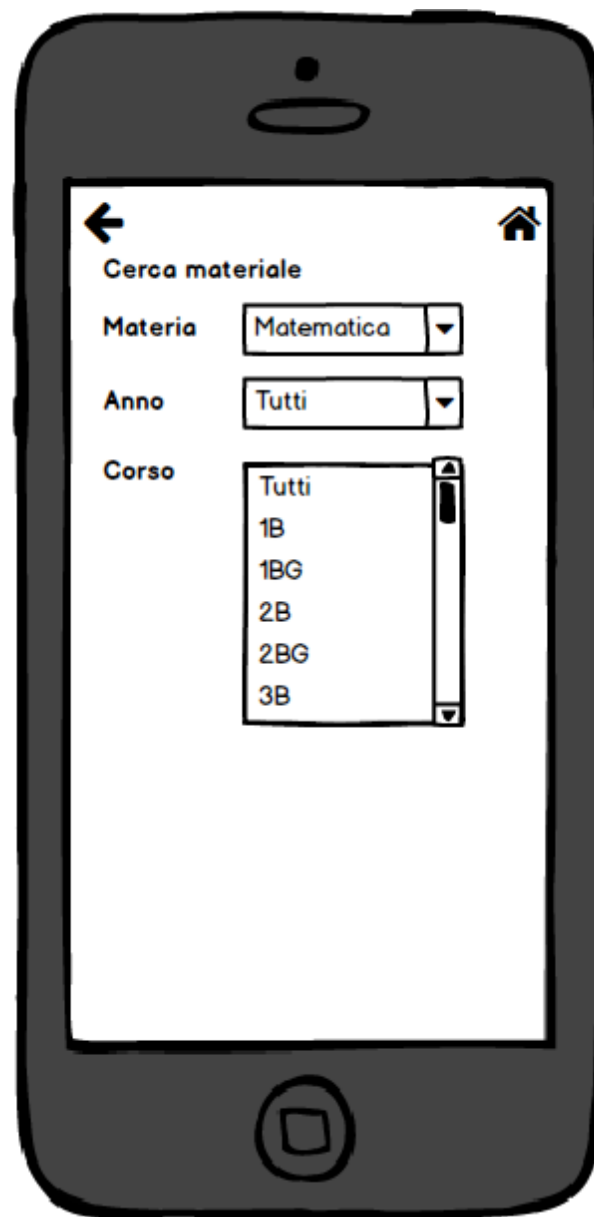 Cerca materiale
Materia Matematica
Anno Tutti
Corso
Tutti
1B
1BG
2B
2BG
3B